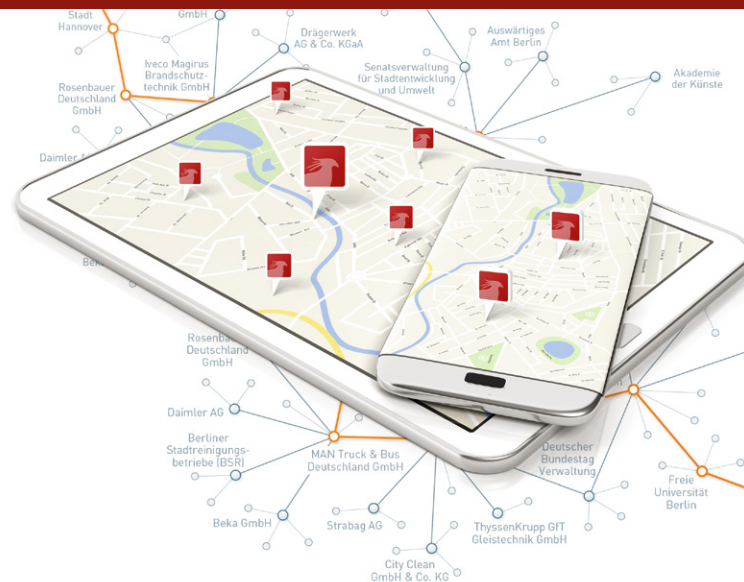 Stadt
Hannover
GmbH
Drägerwerk
AG & Co. KGaA
Auswärtiges
Amt Berlin
Iveco Magirus
Brandschutz-
technik GmbH
Senatsverwaltung
für Stadtentwicklung
und Umwelt
Akademie
der Künste
Rosenbauer
Deutschland
GmbH
Daimler
Rosenbau
Deutschland
GmbH
Daimler AG
Berliner
Stadtreinigungs-
betriebe (BSR)
MAN Truck & Bus
Deutschland GmbH
Deutscher
Bundestag
Verwaltung
Freie
Universität
Berlin
Beka GmbH
Strabag AG
ThyssenKrupp GfT
Gleistechnik GmbH
City Clean
GmbH & Co. KG